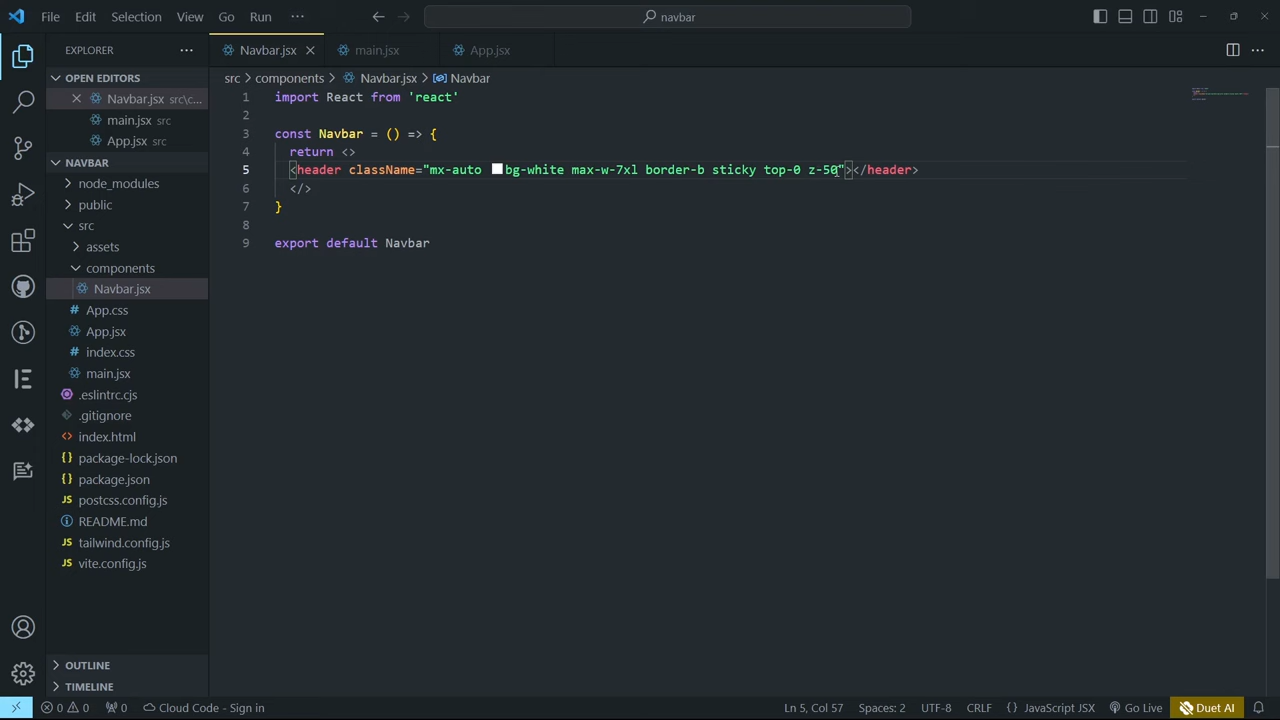 File Edit Selection View Go Run ··· navbar
EXPLORER ···
OPEN EDITORS
Navbar.jsx src\c...
main.jsx src
App.jsx src
NAVBAR
node_modules
public
src
assets
components
Navbar.jsx
# App.css
App.jsx
# index.css
main.jsx
.eslintrc.cjs
.gitignore
<> index.html
{} package-lock.json
{} package.json
JS postcss.config.js
README.md
JS tailwind.config.js
JS vite.config.js
OUTLINE
TIMELINE
Navbar.jsx main.jsx App.jsx ···
src > components > Navbar.jsx > Navbar
1 import React from 'react'
2
3 const Navbar = () => {
4 return <>
5 <header className="mx-auto bg-white max-w-7xl border-b sticky top-0 z-50"></header>
6 </>
7 }
8
9 export default Navbar
0 0 0 Cloud Code - Sign in Ln 5, Col 57 Spaces: 2 UTF-8 CRLF {} JavaScript JSX Go Live Duet AI